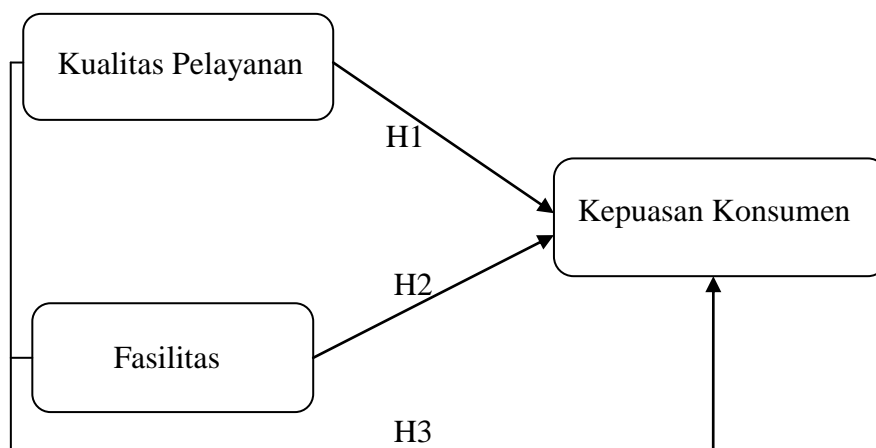 Kualitas Pelayanan
H1
Kepuasan Konsumen
H2
Fasilitas
H3